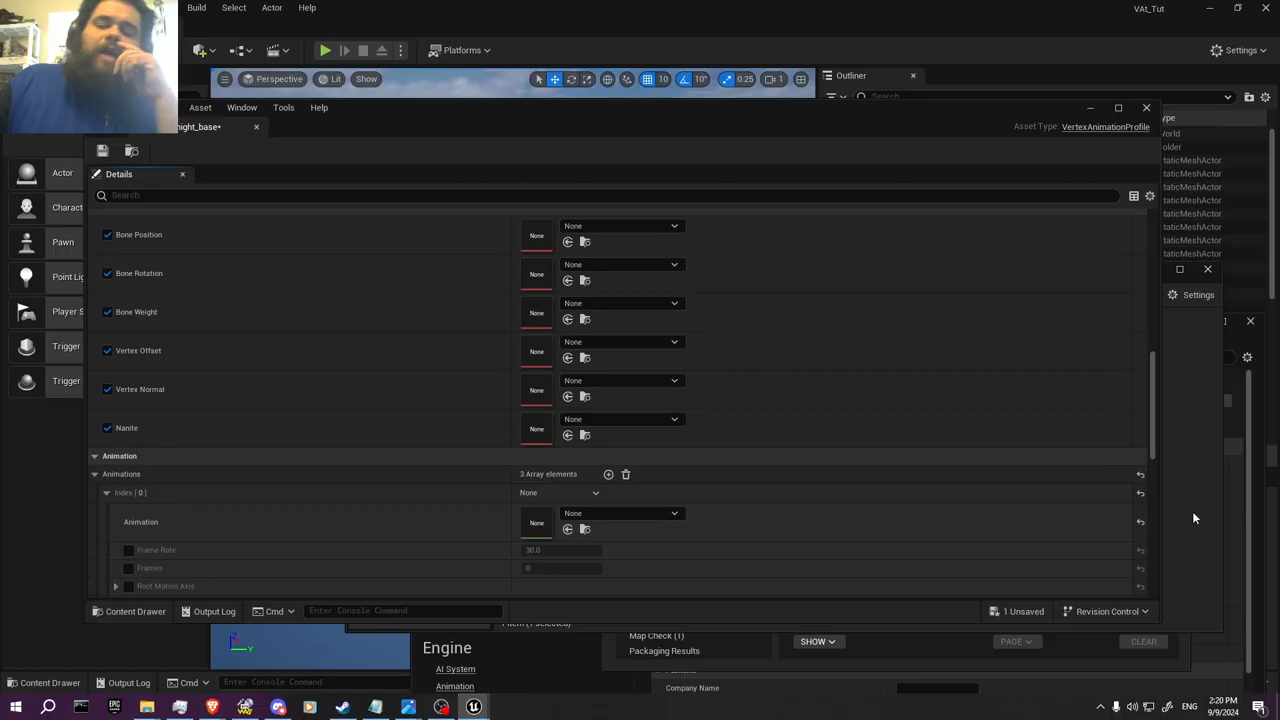 Build Select Actor Help
VAt_Tut
Platforms
Settings
Perspective
Lit
Show
10
10°
0.25
1
Outliner
Search...
Asset Window Tools Help
night_base*
Asset Type: VertexAnimationProfile
Details
Search
Actor
Charact
Pawn
Point Lig
Player S
Trigger
Trigger
Bone Position
None
None
Bone Rotation
None
None
Bone Weight
None
None
Vertex Offset
None
None
Vertex Normal
None
None
Nanite
None
None
Animation
Animations
3 Array elements
Index [ 0 ]
None
Animation
None
None
Frame Rate
30.0
Frames
0
Root Motion Axis
Content Drawer
Output Log
Cmd
Enter Console Command
1 Unsaved
Revision Control
ype
World
older
taticMeshActor
taticMeshActor
taticMeshActor
taticMeshActor
taticMeshActor
taticMeshActor
taticMeshActor
Settings
Z
Y
Engine
AI System
Animation
Map Check (1)
Packaging Results
SHOW
PAGE
CLEAR
Company Name
Content Drawer
Output Log
Cmd
Enter Console Command
2:20 PM
9/9/2024